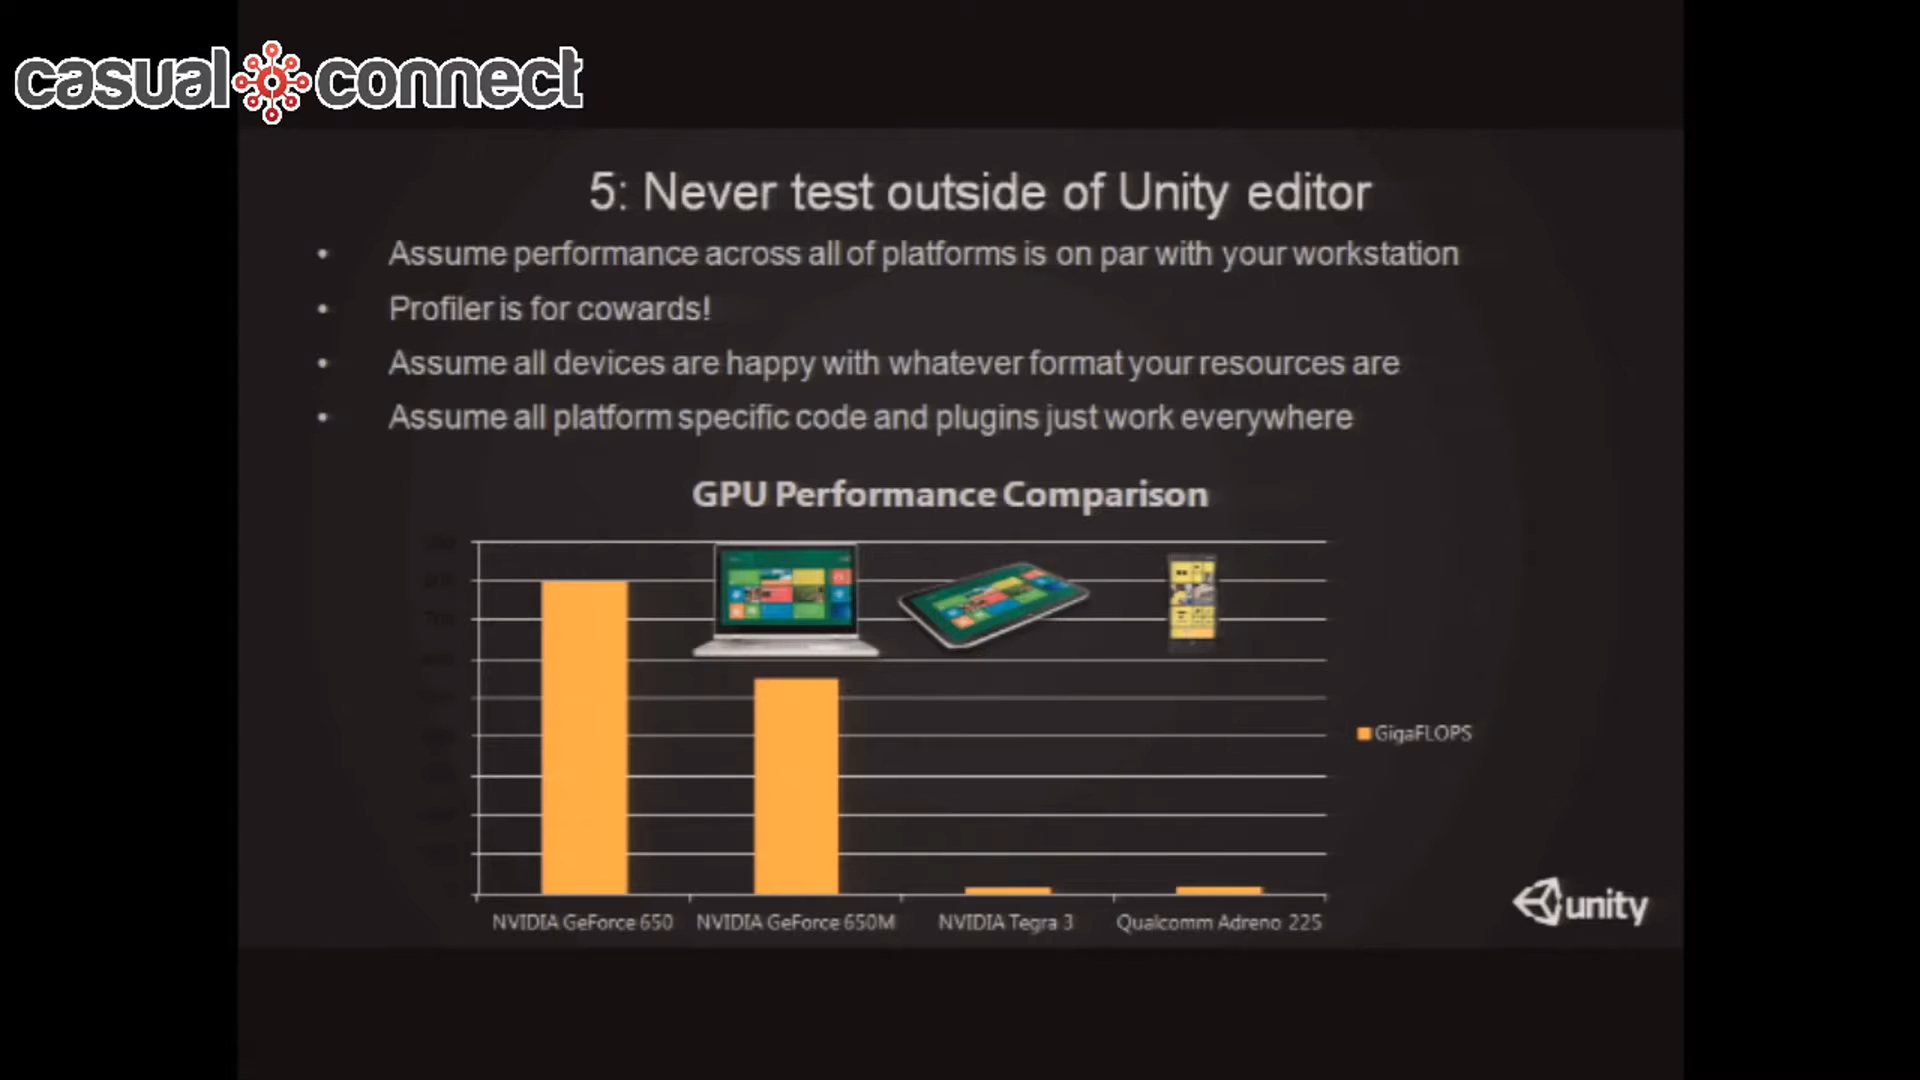 casual connect
5: Never test outside of Unity editor
• Assume performance across all of platforms is on par with your workstation
• Profiler is for cowards!
• Assume all devices are happy with whatever format your resources are
• Assume all platform specific code and plugins just work everywhere
GPU Performance Comparison
GigaFLOPS
NVIDIA GeForce 650 NVIDIA GeForce 650M NVIDIA Tegra 3 Qualcomm Adreno 225
unity